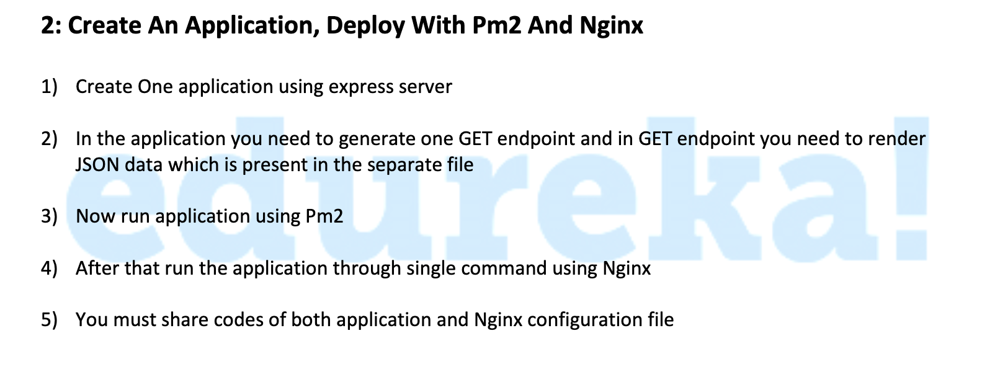 2: Create An Application, Deploy With Pm2 And Nginx
1) Create One application using express server
2) In the application you need to generate one GET endpoint and in GET endpoint you need to render
JSON data which is present in the separate file
edureka!
3) Now run application using Pm2
4) After that run the application through single command using Nginx
5) You must share codes of both application and Nginx configuration file